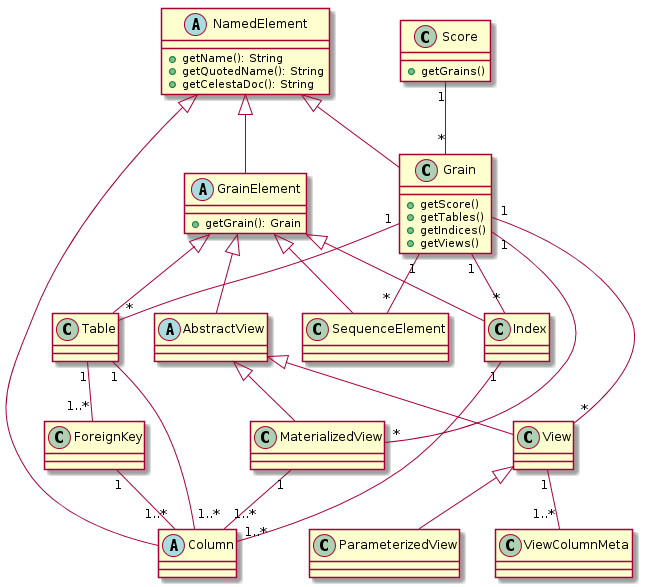 A NamedElement
getName(): String
getQuotedName(): String
getCelestaDoc(): String
C Score
getGrains()
1
*
A GrainElement
getGrain(): Grain
C Grain
getScore()
getTables()
getIndices()
getViews()
1
1
1
1
1
*
*
*
C Table
A AbstractView
C SequenceElement
C Index
1
1
1
1..*
*
*
C ForeignKey
C MaterializedView
C View
1
1
1
1..*
1..*
1..*
1..*
1..*
A Column
C ParameterizedView
C ViewColumnMeta